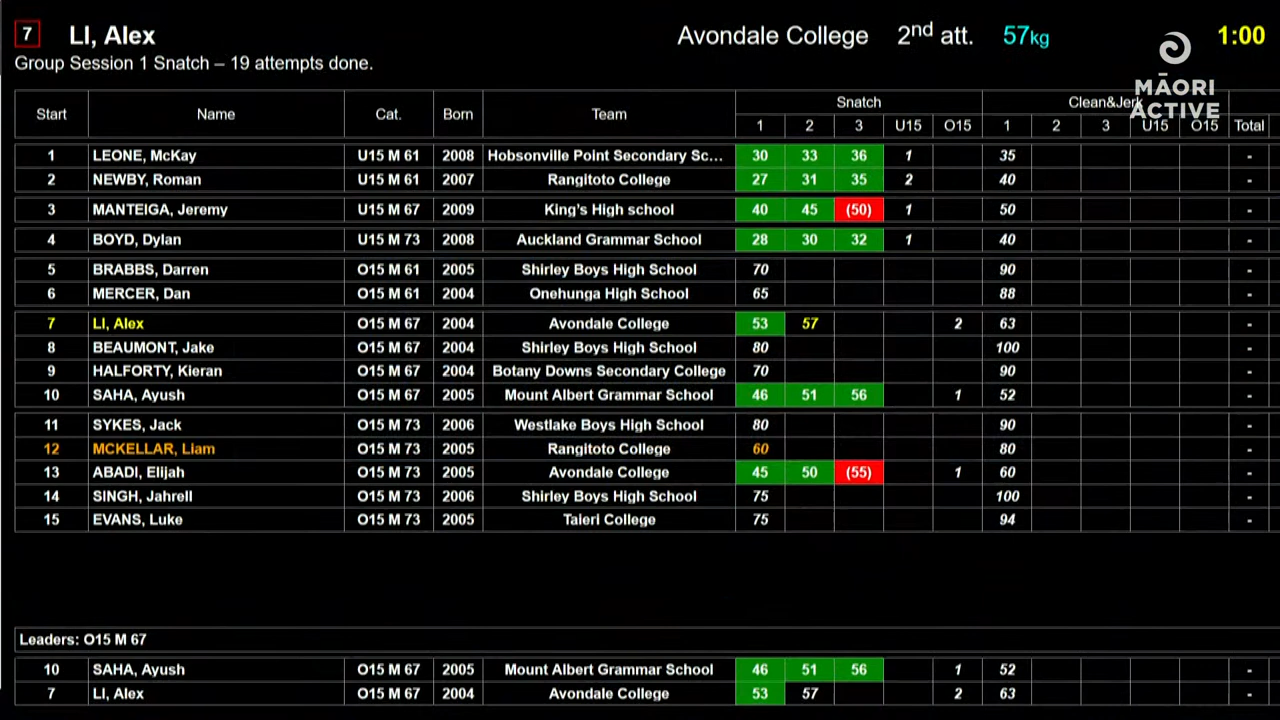 7 LI, Alex Avondale College 2nd att. 57kg 1:00
Group Session 1 Snatch – 19 attempts done.
MĀORI ACTIVE
Start Name Cat. Born Team Snatch Clean&Jerk
1 2 3 U15 O15 1 2 3 U15 O15 Total
1 LEONE, McKay U15 M 61 2008 Hobsonville Point Secondary Sc... 30 33 36 1 35 -
2 NEWBY, Roman U15 M 61 2007 Rangitoto College 27 31 35 2 40 -
3 MANTEIGA, Jeremy U15 M 67 2009 King's High school 40 45 (50) 1 50 -
4 BOYD, Dylan U15 M 73 2008 Auckland Grammar School 28 30 32 1 40 -
5 BRABBS, Darren O15 M 61 2005 Shirley Boys High School 70 90 -
6 MERCER, Dan O15 M 61 2004 Onehunga High School 65 88 -
7 LI, Alex O15 M 67 2004 Avondale College 53 57 2 63 -
8 BEAUMONT, Jake O15 M 67 2004 Shirley Boys High School 80 100 -
9 HALFORTY, Kieran O15 M 67 2004 Botany Downs Secondary College 70 90 -
10 SAHA, Ayush O15 M 67 2005 Mount Albert Grammar School 46 51 56 1 52 -
11 SYKES, Jack O15 M 73 2006 Westlake Boys High School 80 90 -
12 MCKELLAR, Liam O15 M 73 2005 Rangitoto College 60 80 -
13 ABADI, Elijah O15 M 73 2005 Avondale College 45 50 (55) 1 60 -
14 SINGH, Jahrell O15 M 73 2006 Shirley Boys High School 75 100 -
15 EVANS, Luke O15 M 73 2005 Taieri College 75 94 -
Leaders: O15 M 67
10 SAHA, Ayush O15 M 67 2005 Mount Albert Grammar School 46 51 56 1 52 -
7 LI, Alex O15 M 67 2004 Avondale College 53 57 2 63 -